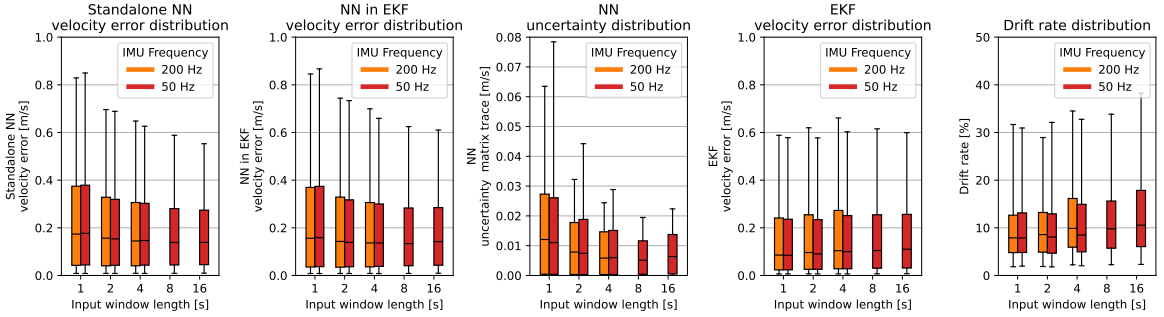 Standalone NN
velocity error distribution
Standalone NN
velocity error [m/s]
1.0
0.8
0.6
0.4
0.2
0.0
IMU Frequency
200 Hz
50 Hz
1 2 4 8 16
Input window length [s]
NN in EKF
velocity error distribution
NN in EKF
velocity error [m/s]
1.0
0.8
0.6
0.4
0.2
0.0
IMU Frequency
200 Hz
50 Hz
1 2 4 8 16
Input window length [s]
NN
uncertainty distribution
NN
uncertainty matrix trace [m/s]
0.08
0.07
0.06
0.05
0.04
0.03
0.02
0.01
0.00
IMU Frequency
200 Hz
50 Hz
1 2 4 8 16
Input window length [s]
EKF
velocity error distribution
EKF
velocity error [m/s]
1.0
0.8
0.6
0.4
0.2
0.0
IMU Frequency
200 Hz
50 Hz
1 2 4 8 16
Input window length [s]
Drift rate distribution
Drift rate [%]
50
40
30
20
10
0
IMU Frequency
200 Hz
50 Hz
1 2 4 8 16
Input window length [s]